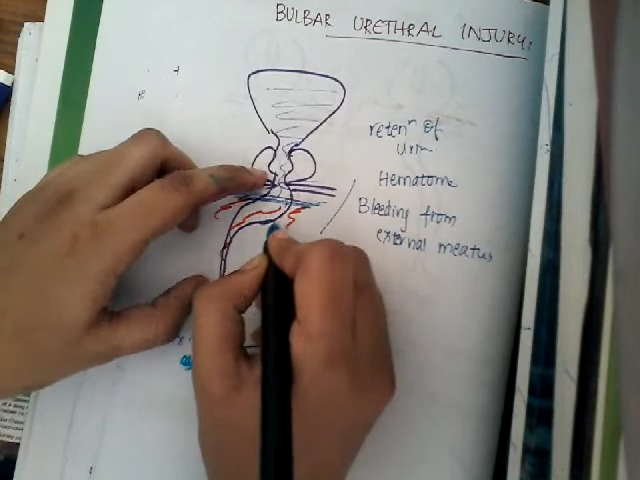 BULBAR URETHRAL INJURY:
retenⁿ of
urn
Hematome
Bleeding from
external meatus